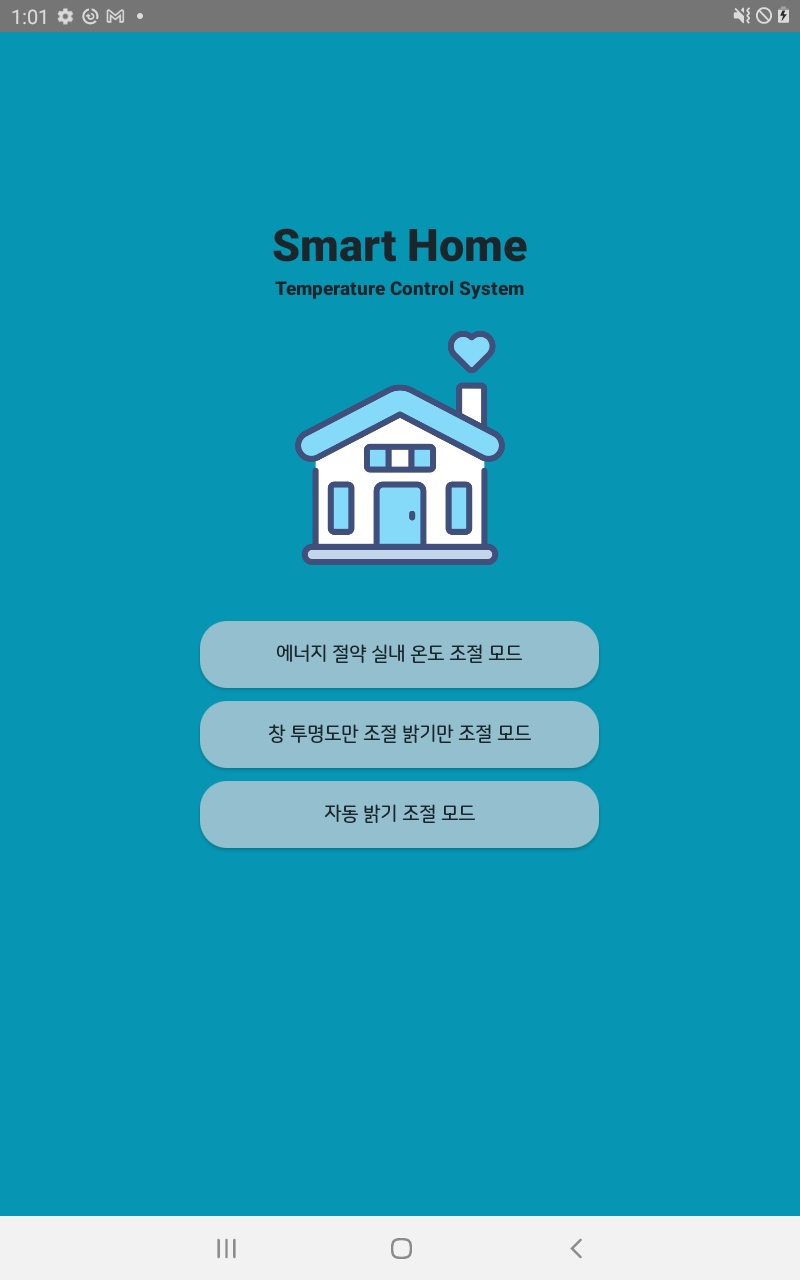 1:01
Smart Home
Temperature Control System
에너지 절약 실내 온도 조절 모드
창 투명도만 조절 밝기만 조절 모드
자동 밝기 조절 모드